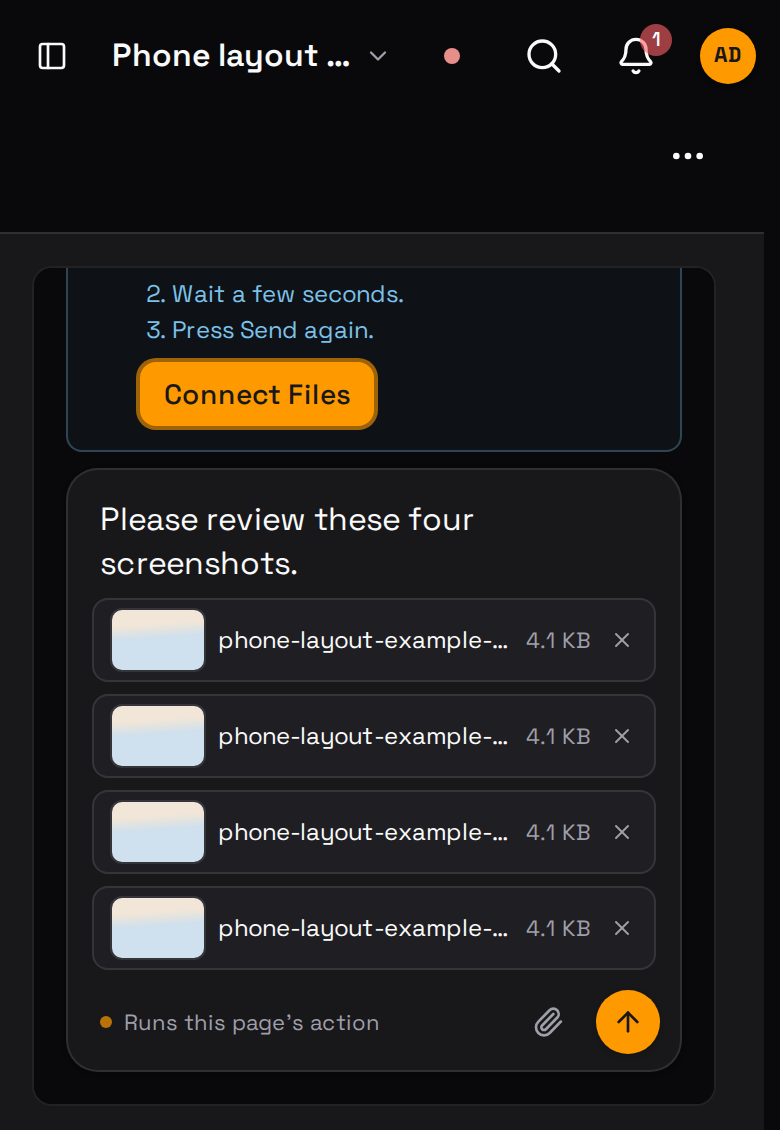 Phone layout ...
1
AD
2. Wait a few seconds.
3. Press Send again.
Connect Files
Please review these four
screenshots.
phone-layout-example-... 4.1 KB
phone-layout-example-... 4.1 KB
phone-layout-example-... 4.1 KB
phone-layout-example-... 4.1 KB
Runs this page's action